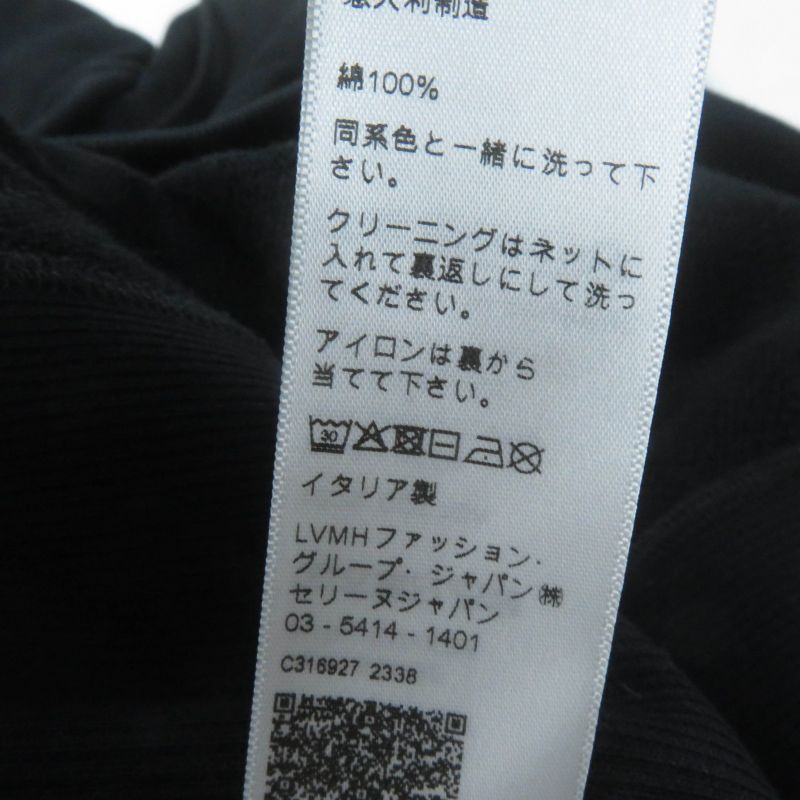 意大利制造
綿100%
同系色と一緒に洗って下
さい。
クリーニングはネットに
入れて裏返しにして洗っ
てください。
アイロンは裏から
当てて下さい。
30
イタリア製
LVMHファッション・
グループ・ジャパン㈱
セリーヌジャパン
03 - 5414 - 1401
C316927 2338